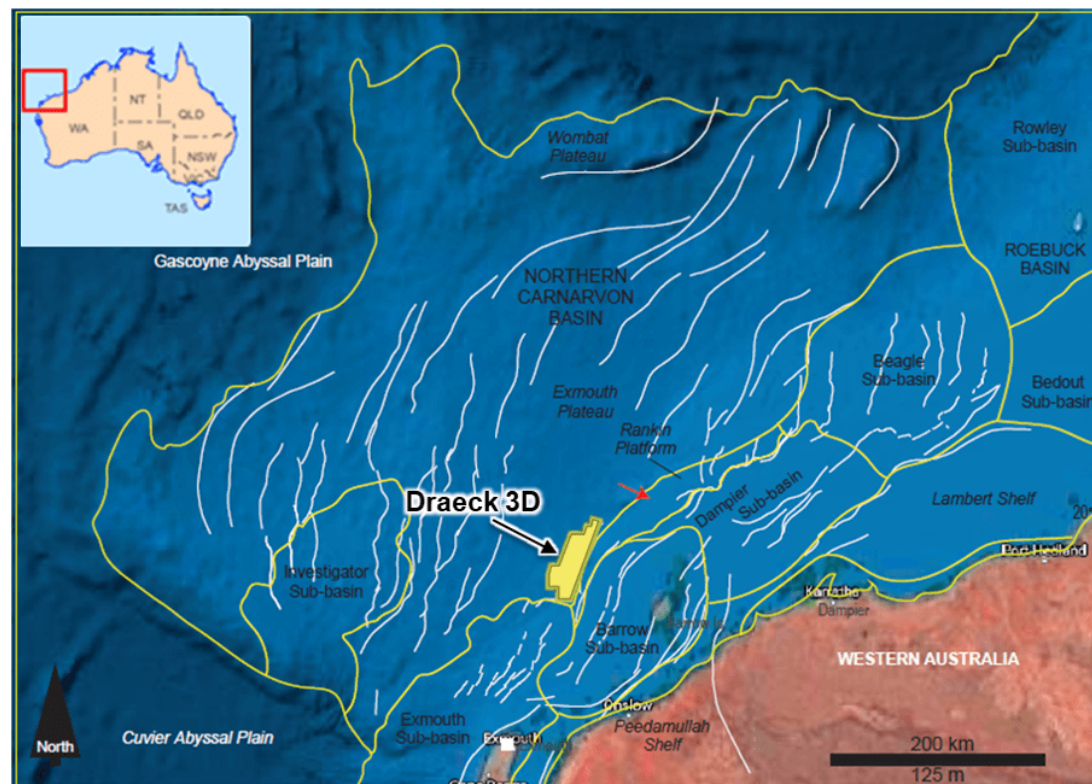 NT
WA
QLD
SA
NSW
TAS
Gascoyne Abyssal Plain
Wombat
Plateau
Rowley
Sub-basin
ROEBUCK
BASIN
NORTHERN
CARNARVON
BASIN
Exmouth
Plateau
Beagle
Sub-basin
Bedout
Sub-basin
Rankin
Platform
Draeck 3D
Dampier
Sub-basin
Lambert Shelf
20°
Port Hedland
Investigator
Sub-basin
Karratha
Dampier
Barrow Is
Barrow
Sub-basin
WESTERN AUSTRALIA
Onslow
Peedamullah
Shelf
Exmouth
Sub-basin
Exmouth
Cuvier Abyssal Plain
North
200 km
125 m